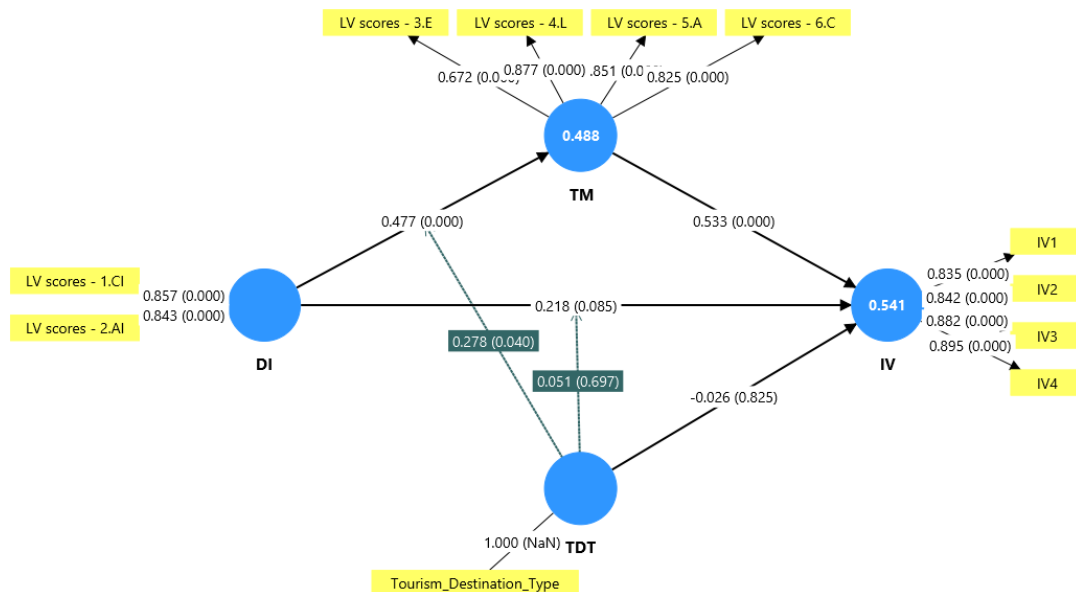 LV scores - 3.E
LV scores - 4.L
LV scores - 5.A
LV scores - 6.C
0.672
0.877 (0.000)
.851
0.825 (0.000)
0.488
TM
0.477 (0.000)
0.533 (0.000)
LV scores - 1.CI
0.857 (0.000)
0.843 (0.000)
LV scores - 2.AI
DI
0.218 (0.085)
0.278 (0.040)
0.051 (0.697)
-0.026 (0.825)
0.541
IV
IV1
0.835 (0.000)
0.842 (0.000)
IV2
0.882 (0.000)
IV3
0.895 (0.000)
IV4
1.000 (NaN)
TDT
Tourism_Destination_Type